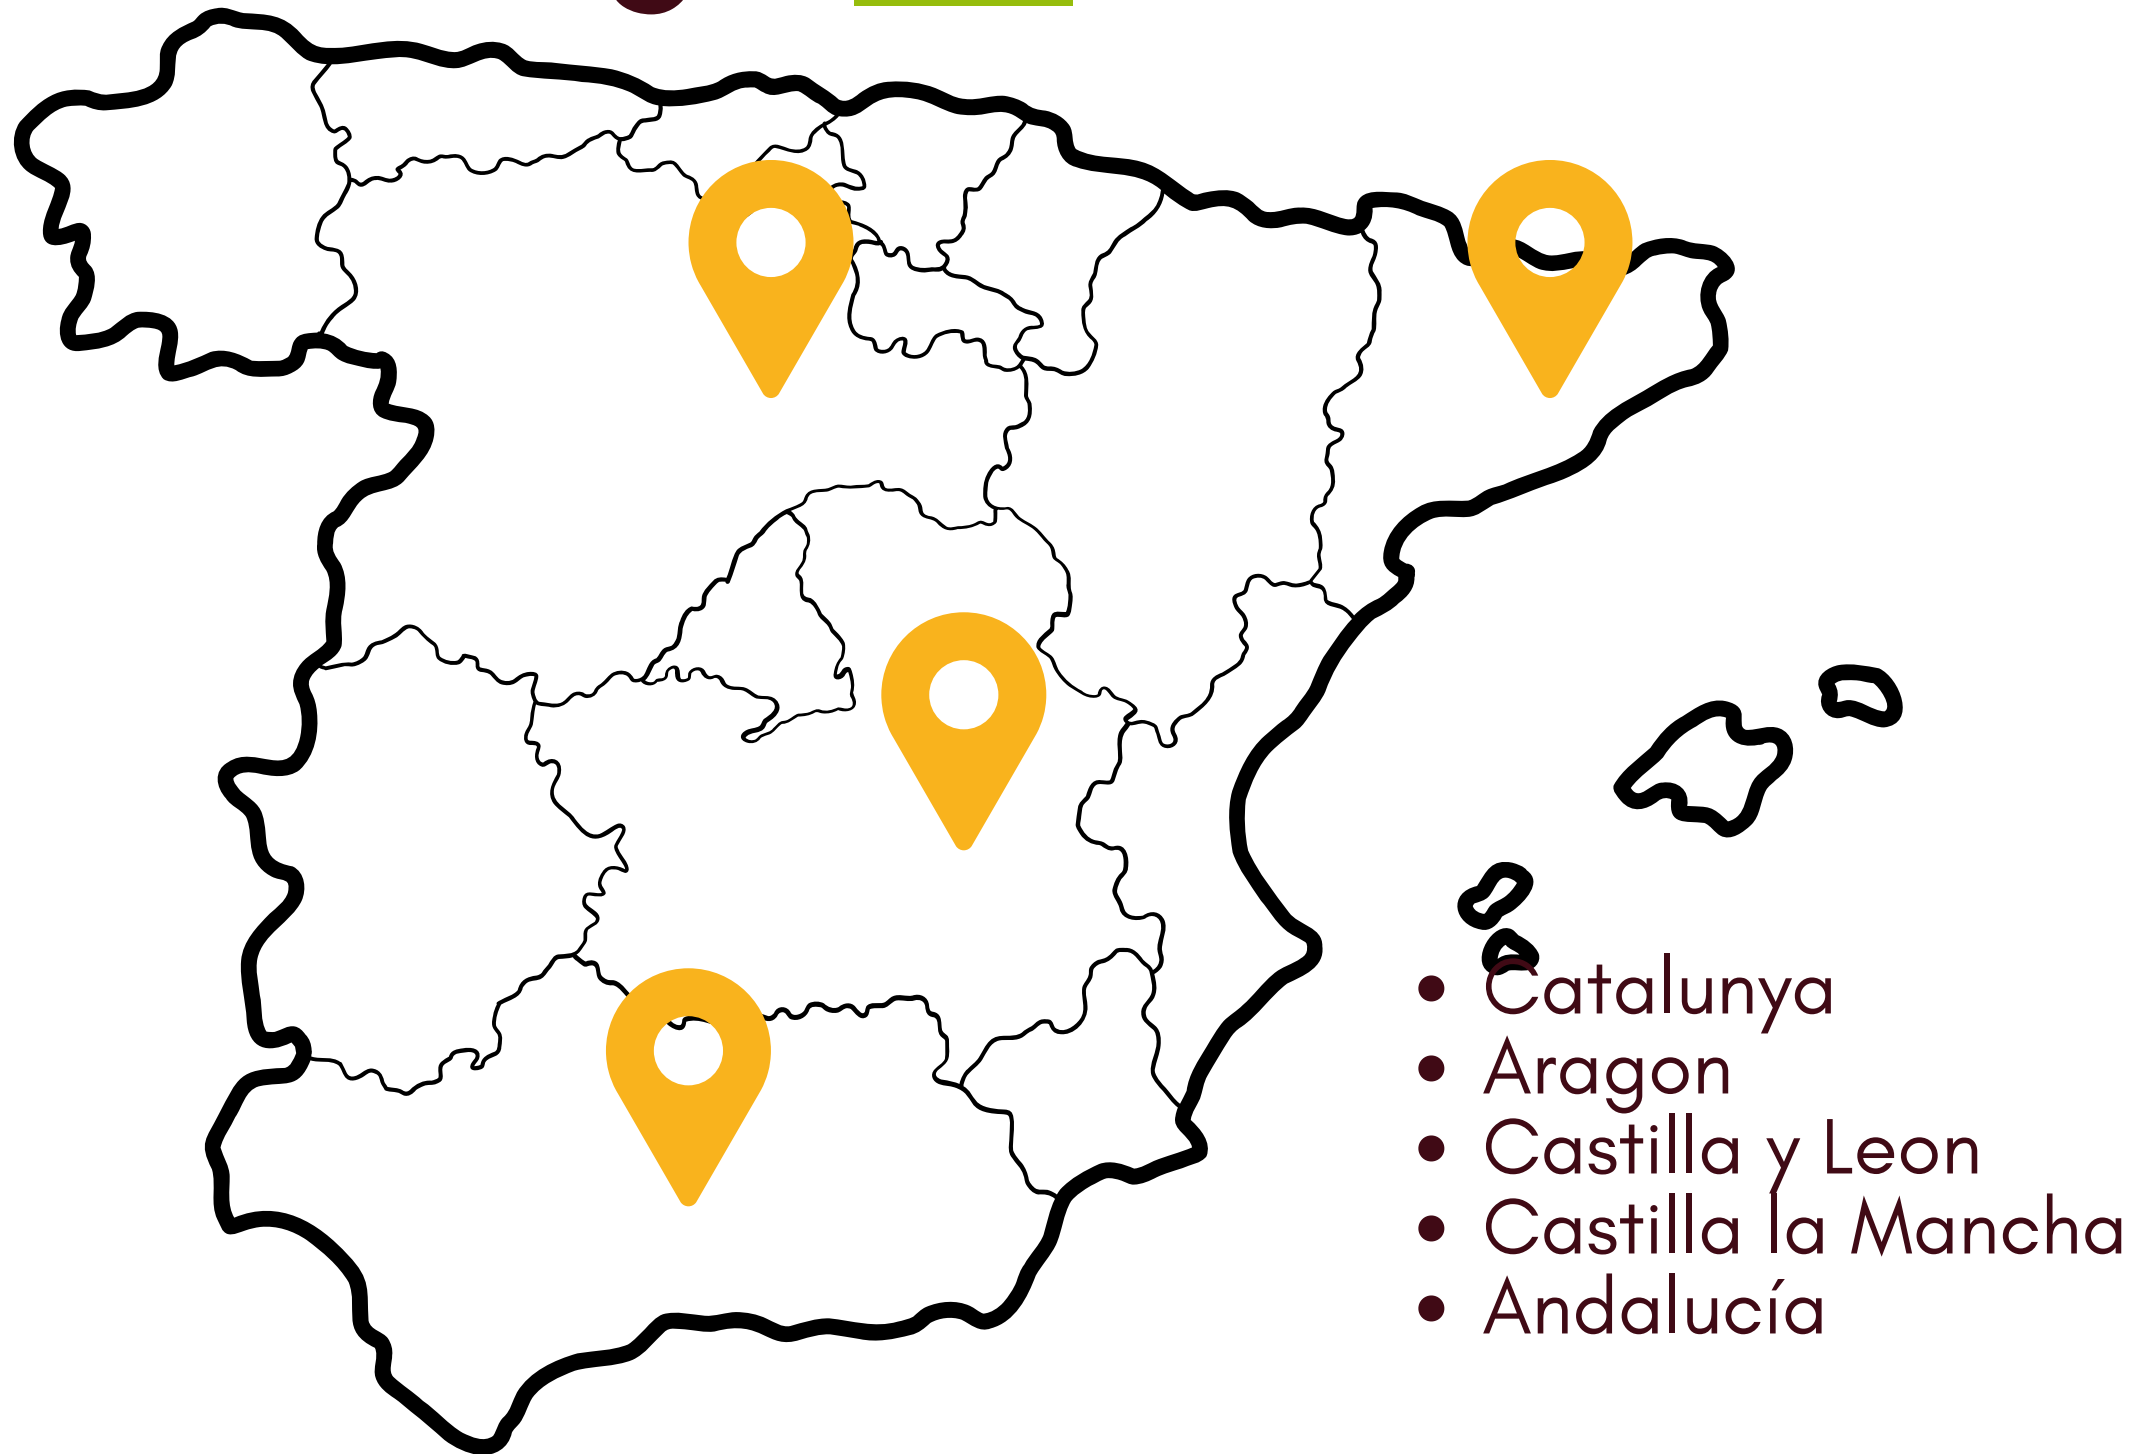 • Catalunya
• Aragon
• Castilla y Leon
• Castilla la Mancha
• Andalucía